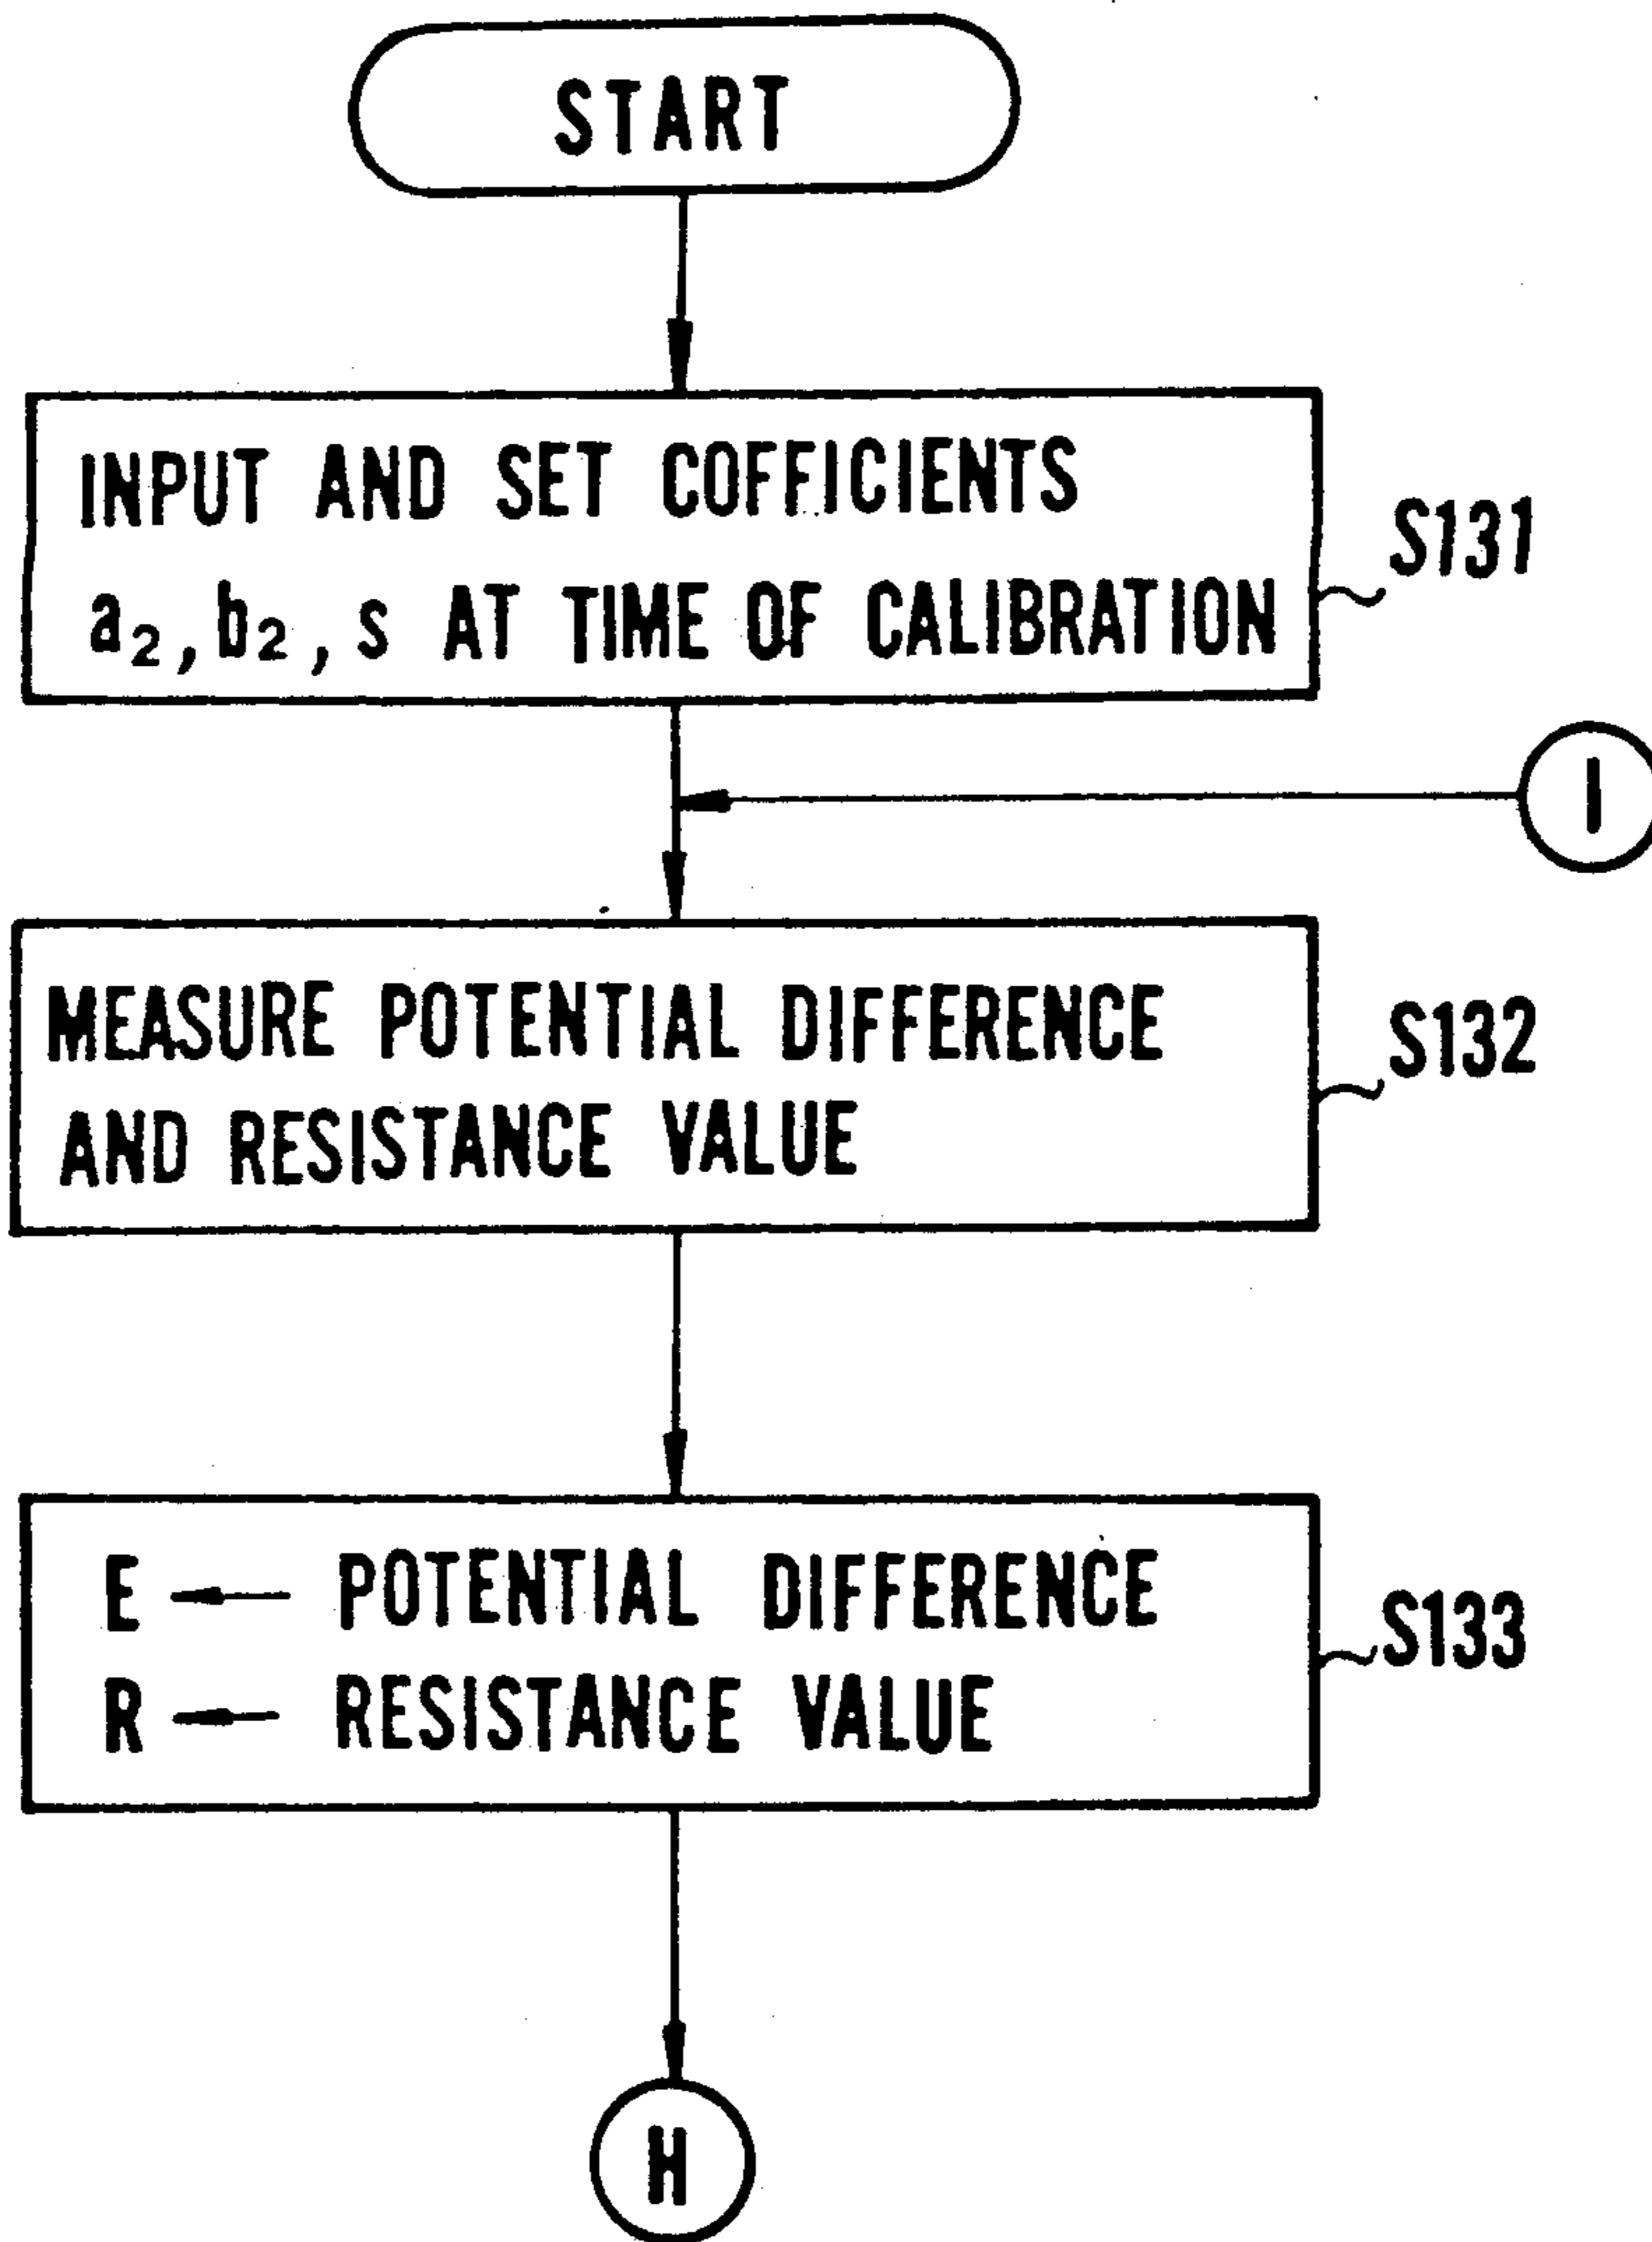 START
INPUT AND SET COFFICIENTS
a₂, b₂, s AT TIME OF CALIBRATION
S131
I
MEASURE POTENTIAL DIFFERENCE
AND RESISTANCE VALUE
S132
E ← POTENTIAL DIFFERENCE
R ← RESISTANCE VALUE
S133
H